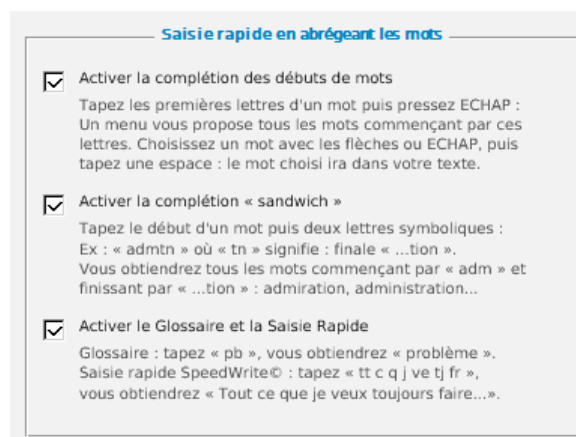 Saisie rapide en abrégeant les mots
Activer la complétion des débuts de mots
Tapez les premières lettres d'un mot puis pressez ECHAP :
Un menu vous propose tous les mots commençant par ces
lettres. Choisissez un mot avec les flèches ou ECHAP, puis
tapez une espace : le mot choisi ira dans votre texte.
Activer la complétion « sandwich »
Tapez le début d'un mot puis deux lettres symboliques :
Ex : « admtn » où « tn » signifie : finale « ...tion ».
Vous obtiendrez tous les mots commençant par « adm » et
finissant par « ...tion » : admiration, administration...
Activer le Glossaire et la Saisie Rapide
Glossaire : tapez « pb », vous obtiendrez « problème ».
Saisie rapide SpeedWrite© : tapez « tt c q j ve tj fr »,
vous obtiendrez « Tout ce que je veux toujours faire...».